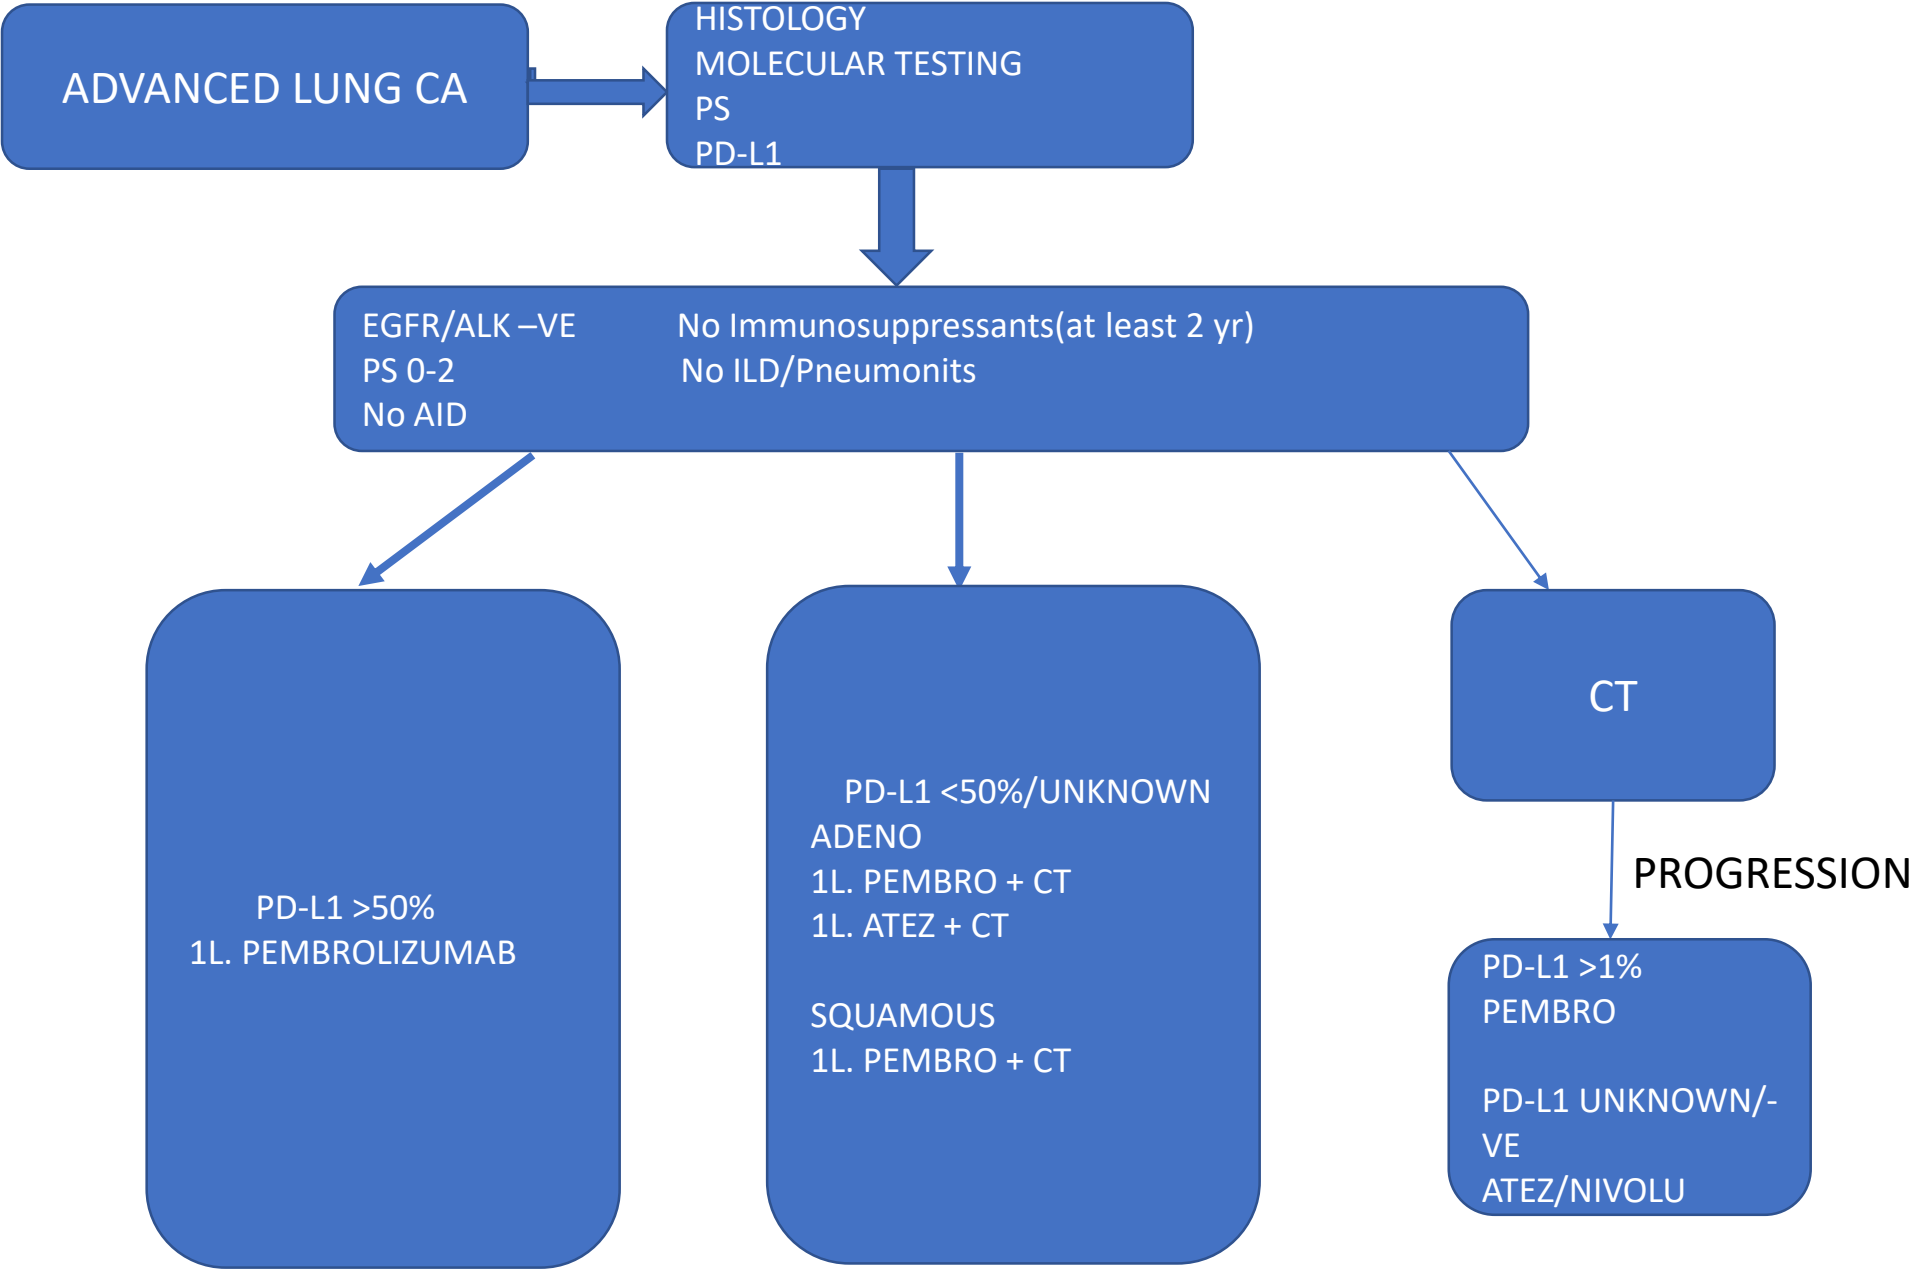 ADVANCED LUNG CA
HISTOLOGY
MOLECULAR TESTING
PS
PD-L1
EGFR/ALK –VE No Immunosuppressants(at least 2 yr)
PS 0-2 No ILD/Pneumonits
No AID
PD-L1 >50%
1L. PEMBROLIZUMAB
PD-L1 <50%/UNKNOWN
ADENO
1L. PEMBRO + CT
1L. ATEZ + CT
SQUAMOUS
1L. PEMBRO + CT
CT
PROGRESSION
PD-L1 >1%
PEMBRO
PD-L1 UNKNOWN/-
VE
ATEZ/NIVOLU